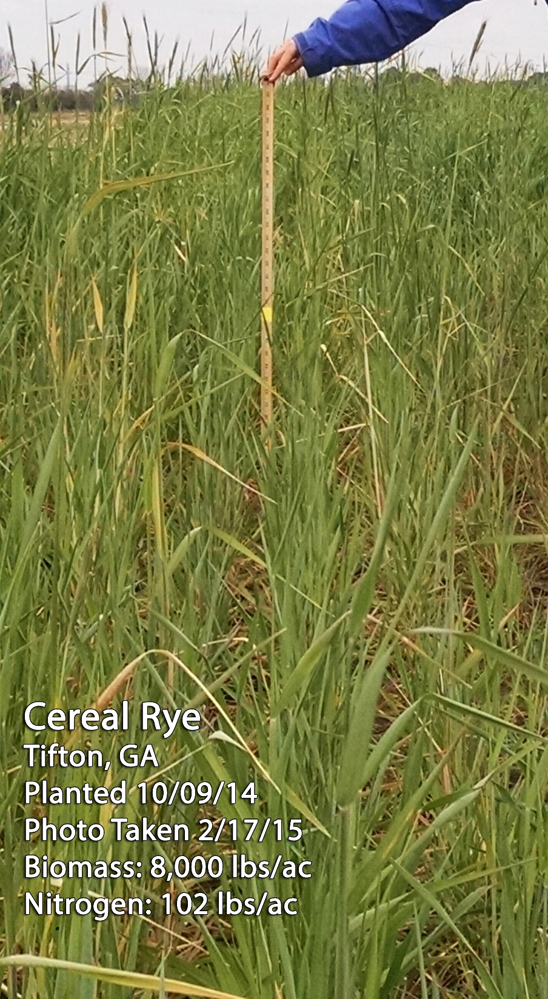 Cereal Rye
Tifton, GA
Planted 10/09/14
Photo Taken 2/17/15
Biomass: 8,000 lbs/ac
Nitrogen: 102 lbs/ac